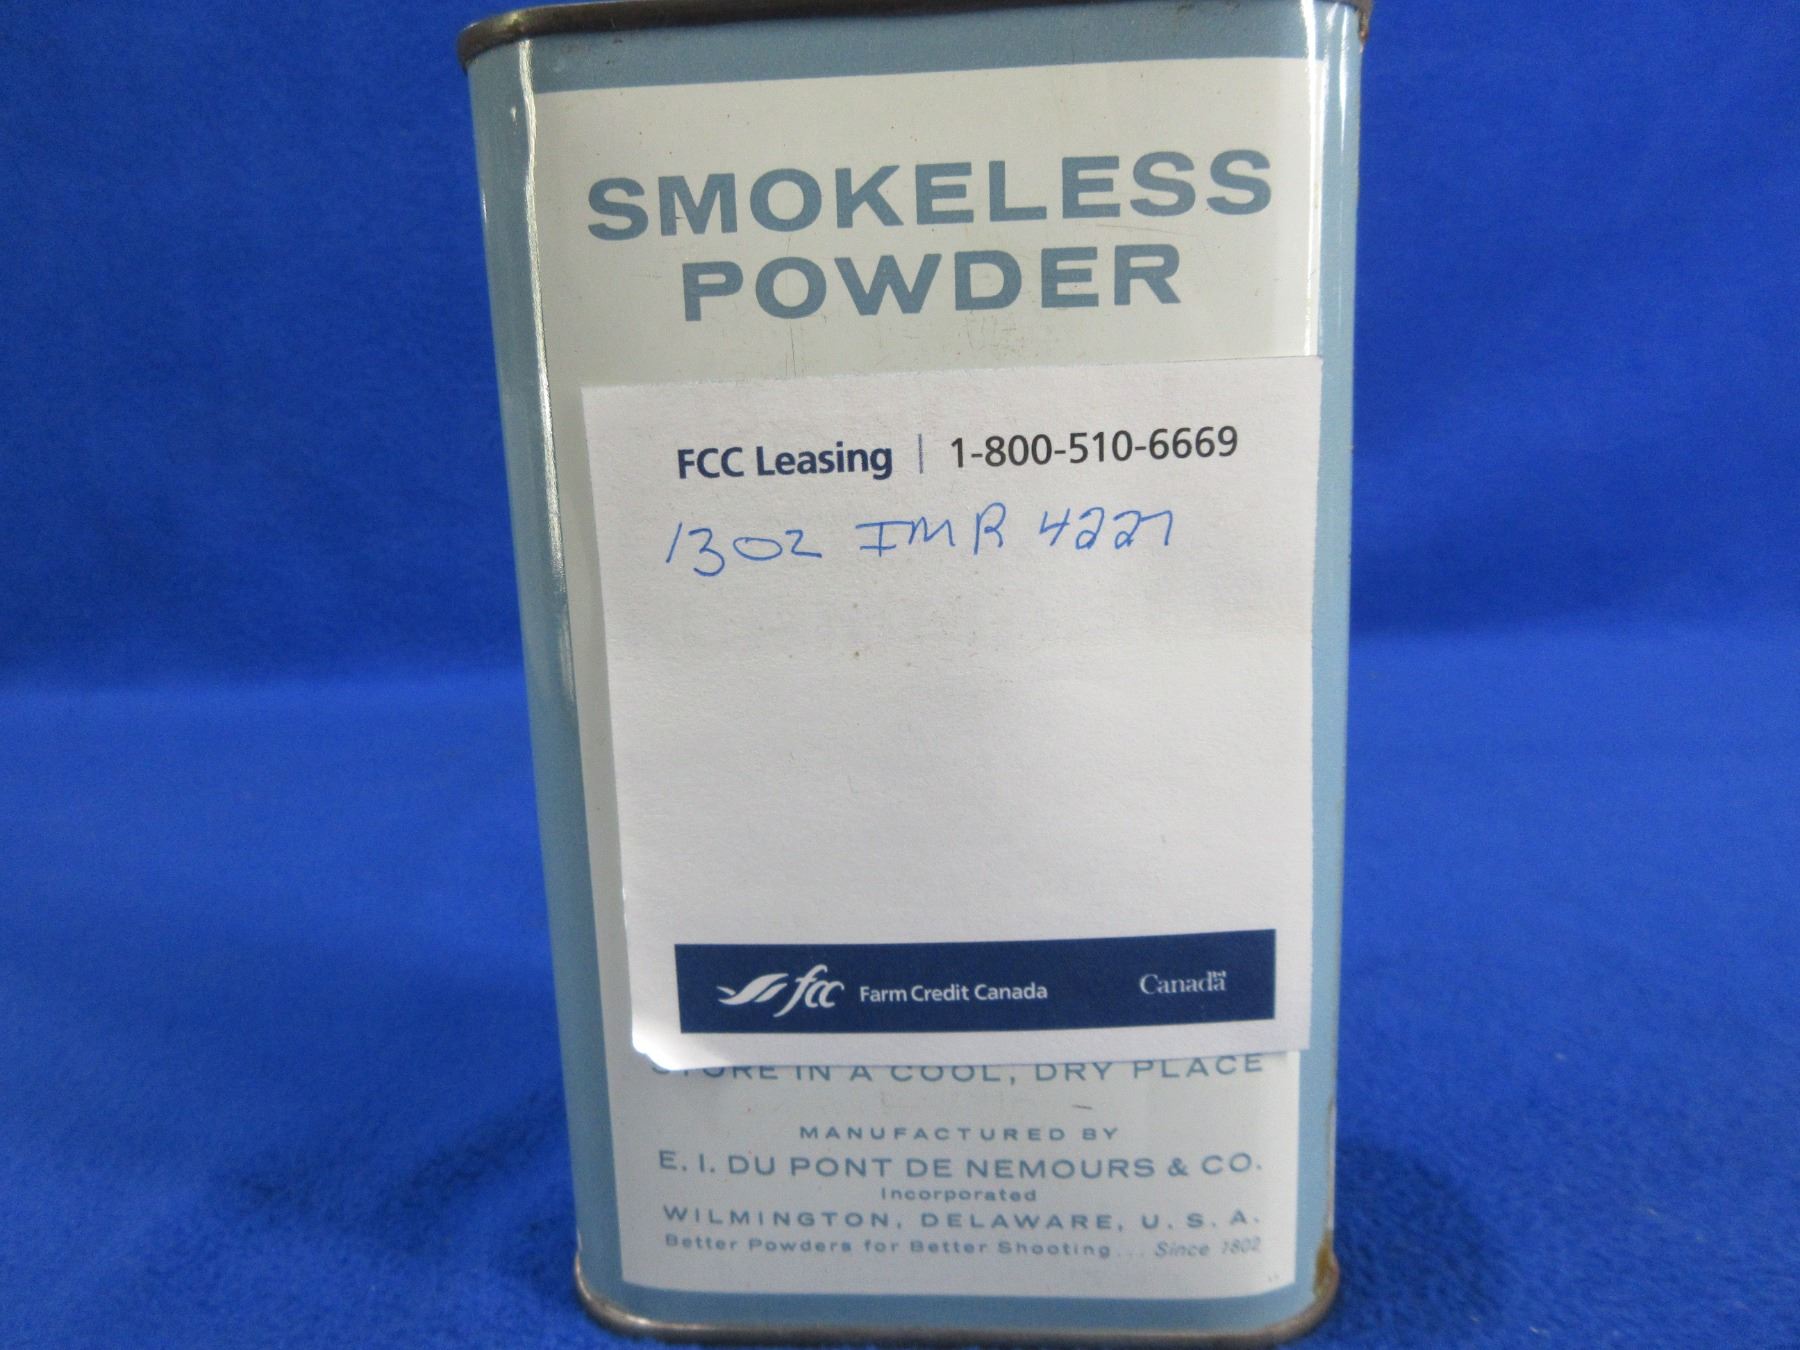 SMOKELESS
POWDER
FCC Leasing | 1-800-510-6669
13oz IMR 4227
fcc Farm Credit Canada Canada
STORE IN A COOL, DRY PLACE
MANUFACTURED BY
E. I. DU PONT DE NEMOURS & CO.
Incorporated
WILMINGTON, DELAWARE, U. S. A.
Better Powders for Better Shooting ... Since 1802